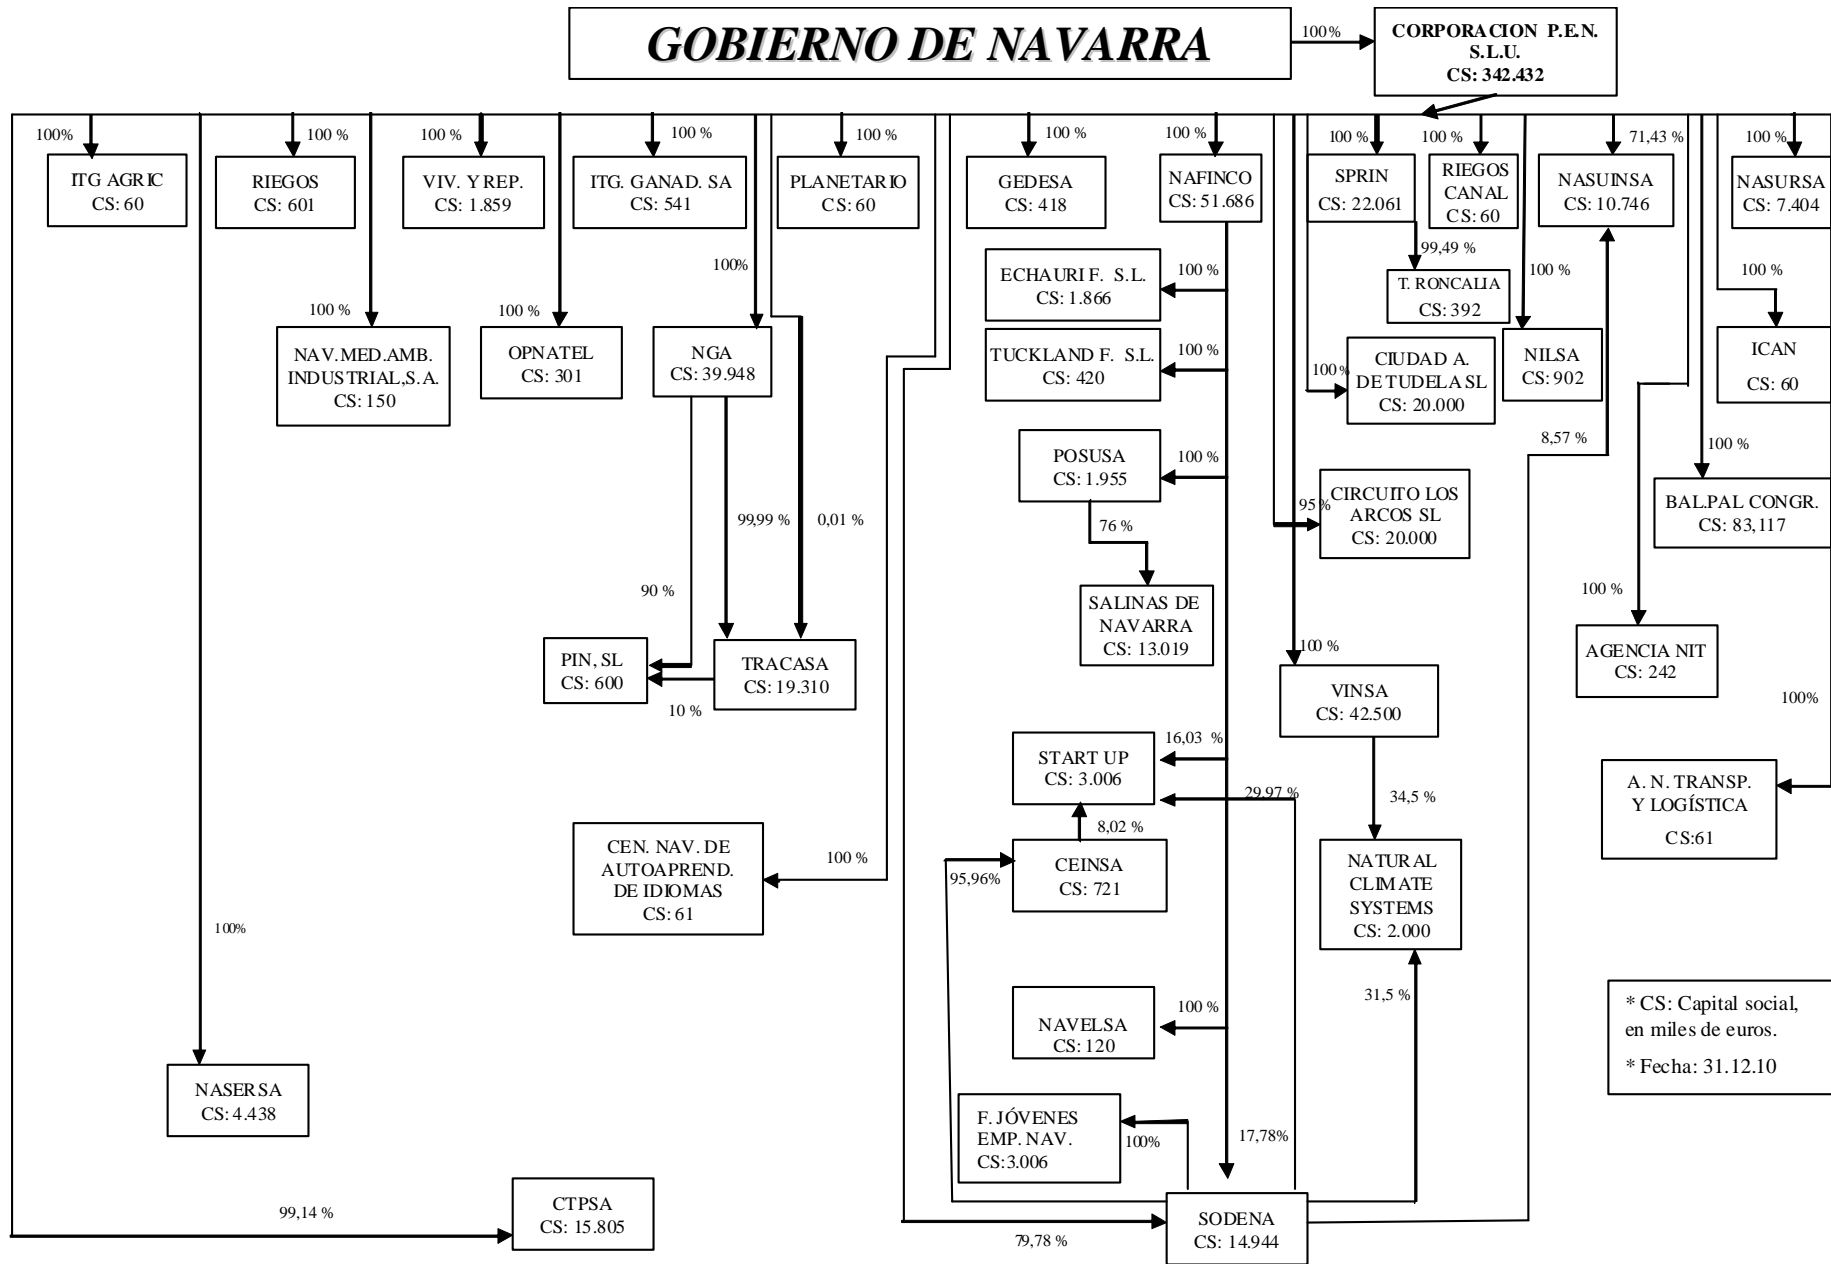 GOBIERNO DE NAVARRA
100%
CORPORACION P.E.N.
S.L.U.
CS: 342.432
100%
ITG AGRIC
CS: 60
100 %
RIEGOS
CS: 601
100 %
VIV. Y REP.
CS: 1.859
100 %
ITG. GANAD. SA
CS: 541
100 %
PLANETARIO
CS: 60
100 %
GEDESA
CS: 418
100 %
NAFINCO
CS: 51.686
100 %
SPRIN
CS: 22.061
100 %
RIEGOS
CANAL
CS: 60
71,43 %
NASUINSA
CS: 10.746
100 %
NASURSA
CS: 7.404
100 %
NAV. MED. AMB.
INDUSTRIAL, S.A.
CS: 150
100 %
OPNATEL
CS: 301
100%
NGA
CS: 39.948
ECHAURI F. S.L.
CS: 1.866
100 %
TUCKLAND F. S.L.
CS: 420
100 %
99,49 %
T. RONCALIA
CS: 392
100 %
CIUDAD A.
DE TUDELA SL
CS: 20.000
100 %
NILSA
CS: 902
100 %
ICAN
CS: 60
8,57 %
100 %
BAL.PAL CONGR.
CS: 83,117
POSUSA
CS: 1.955
100 %
76 %
SALINAS DE
NAVARRA
CS: 13.019
95 %
CIRCUITO LOS
ARCOS SL
CS: 20.000
99,99 %
0,01 %
90 %
PIN, SL
CS: 600
10 %
TRACASA
CS: 19.310
100 %
VINSA
CS: 42.500
100 %
AGENCIA NIT
CS: 242
100%
A. N. TRANSP.
Y LOGÍSTICA
CS:61
START UP
CS: 3.006
16,03 %
29,97 %
34,5 %
8,02 %
CEN. NAV. DE
AUTOAPREND.
DE IDIOMAS
CS: 61
100 %
95,96%
CEINSA
CS: 721
NATURAL
CLIMATE
SYSTEMS
CS: 2.000
31,5 %
100%
NASERSA
CS: 4.438
NAVELSA
CS: 120
100 %
F. JÓVENES
EMP. NAV.
CS:3.006
100%
17,78%
99,14 %
CTPSA
CS: 15.805
79,78 %
SODENA
CS: 14.944
* CS: Capital social,
en miles de euros.
* Fecha: 31.12.10